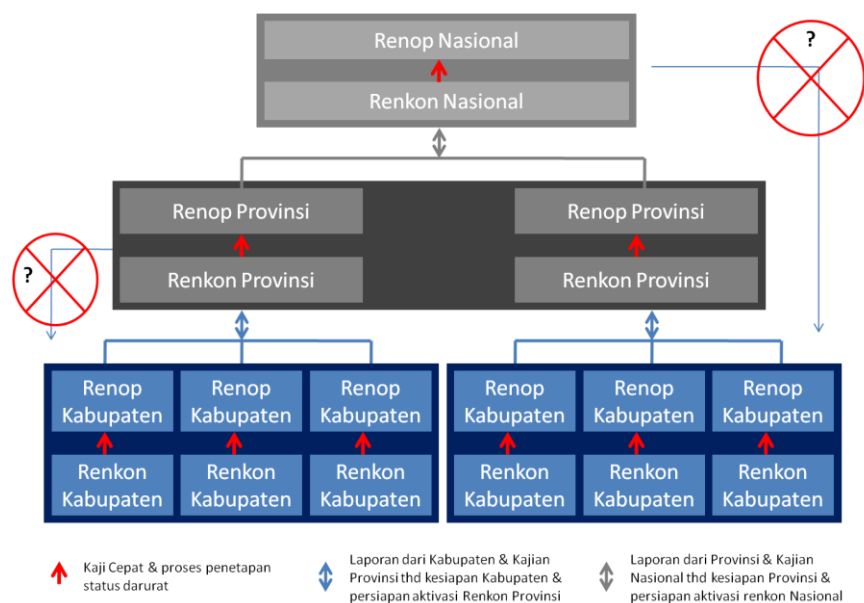 Renop Nasional
?
Renkon Nasional
Renop Provinsi
Renop Provinsi
?
Renkon Provinsi
Renkon Provinsi
Renop
Kabupaten
Renop
Kabupaten
Renop
Kabupaten
Renop
Kabupaten
Renop
Kabupaten
Renop
Kabupaten
Renkon
Kabupaten
Renkon
Kabupaten
Renkon
Kabupaten
Renkon
Kabupaten
Renkon
Kabupaten
Renkon
Kabupaten
Kaji Cepat & proses penetapan
status darurat
Laporan dari Kabupaten & Kajian
Provinsi thd kesiapan Kabupaten &
persiapan aktivasi Renkon Provinsi
Laporan dari Provinsi & Kajian
Nasional thd kesiapan Provinsi &
persiapan aktivasi renkon Nasional